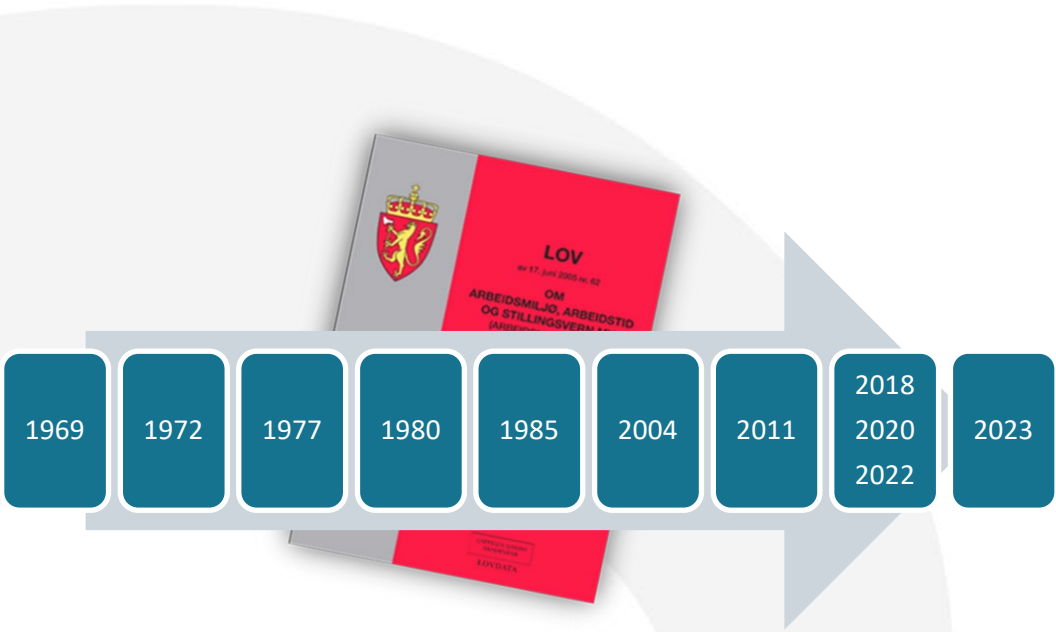 LOV
av 17. juni 2005 nr. 62
OM
ARBEIDSMILJØ, ARBEIDSTID
OG STILLINGSVERN
1969
1972
1977
1980
1985
2004
2011
2018
2020
2022
2023
LOVDATA